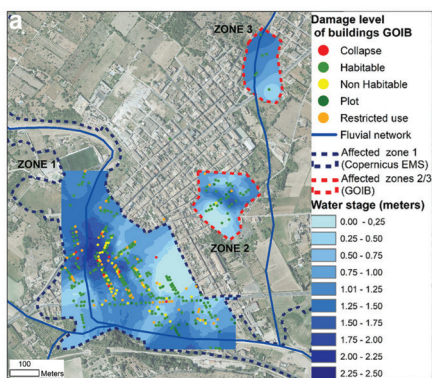 a
ZONE 3
ZONE 1
ZONE 2
100
Meters
Damage level
of buildings GOIB
Collapse
Habitable
Non Habitable
Plot
Restricted use
Fluvial network
Affected zone 1
(Copernicus EMS)
Affected zones 2/3
(GOIB)
Water stage (meters)
0.00 - 0,25
0.25 - 0.50
0.50 - 0.75
0.75 - 1.00
1.01 - 1.25
1.25 - 1.50
1.50 - 1.75
1.75 - 2.00
2.00 - 2.25
2.25 - 2.50